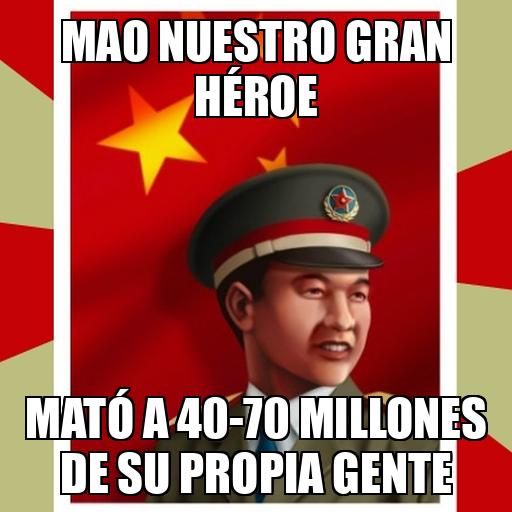 MAO NUESTRO GRAN
HÉROE
MATÓ A 40-70 MILLONES
DE SU PROPIA GENTE